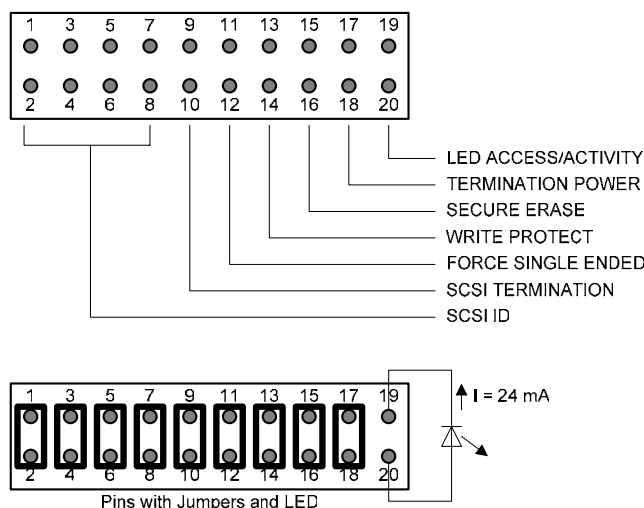 1 3 5 7 9 11 13 15 17 19
2 4 6 8 10 12 14 16 18 20
LED ACCESS/ACTIVITY
TERMINATION POWER
SECURE ERASE
WRITE PROTECT
FORCE SINGLE ENDED
SCSI TERMINATION
SCSI ID
1 3 5 7 9 11 13 15 17 19
I = 24 mA
2 4 6 8 10 12 14 16 18 20
Pins with Jumpers and LED